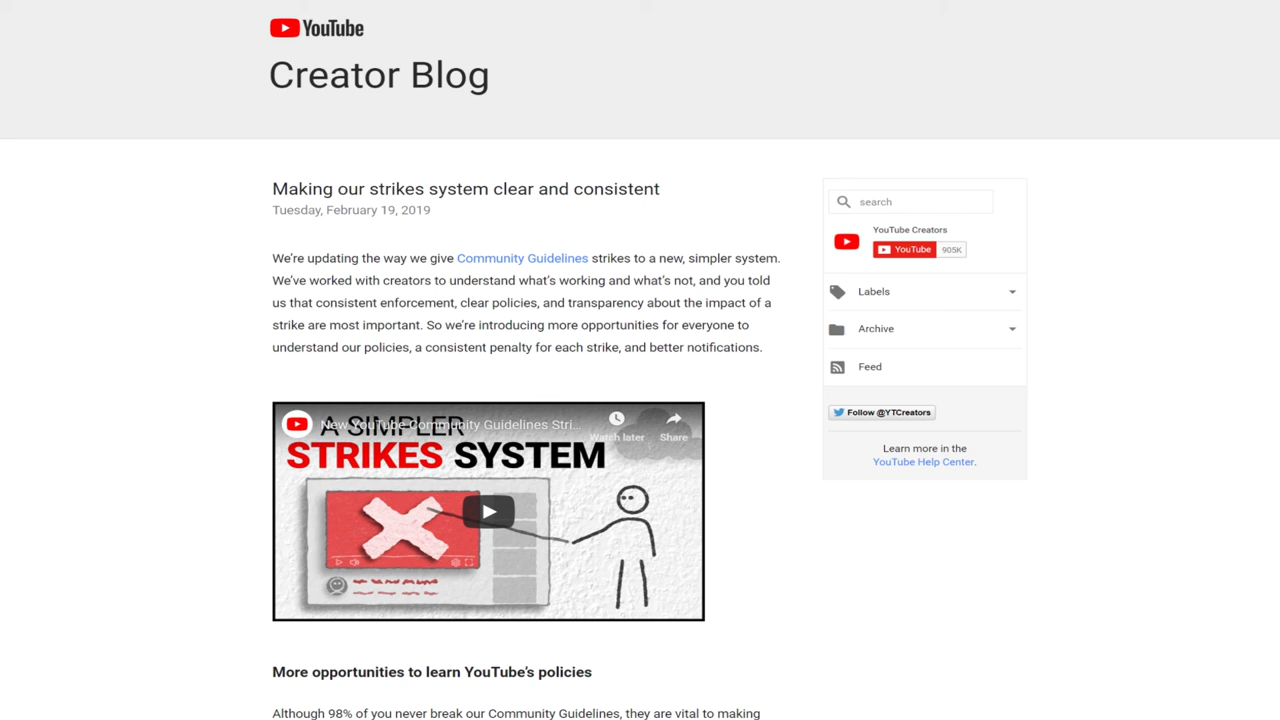 YouTube
Creator Blog
Making our strikes system clear and consistent
Tuesday, February 19, 2019
We're updating the way we give Community Guidelines strikes to a new, simpler system.
We've worked with creators to understand what's working and what's not, and you told
us that consistent enforcement, clear policies, and transparency about the impact of a
strike are most important. So we're introducing more opportunities for everyone to
understand our policies, a consistent penalty for each strike, and better notifications.
A SIMPLER
New YouTube Community Guidelines Stri...
Watch later
Share
STRIKES SYSTEM
More opportunities to learn YouTube's policies
Although 98% of you never break our Community Guidelines, they are vital to making
search
YouTube Creators
YouTube 905K
Labels
Archive
Feed
Follow @YTCreators
Learn more in the
YouTube Help Center.